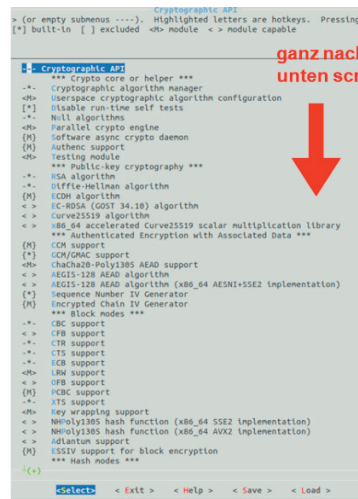 Cryptographic API
> (or empty submenus ----).  Highlighted letters are hotkeys.  Pressing
[*] built-in  [ ] excluded  <M> module  < > module capable
ganz nach
unten scr
--- Cryptographic API
*** Crypto core or helper ***
-*-   Cryptographic algorithm manager
<M>   Userspace cryptographic algorithm configuration
[*]   Disable run-time self tests
-*-   Null algorithms
<M>   Parallel crypto engine
{M}   Software async crypto daemon
{M}   Authenc support
<M>   Testing module
*** Public-key cryptography ***
-*-   RSA algorithm
-*-   Diffie-Hellman algorithm
{M}   ECDH algorithm
< >   EC-RDSA (GOST 34.10) algorithm
< >   Curve25519 algorithm
< >   x86_64 accelerated Curve25519 scalar multiplication library
*** Authenticated Encryption with Associated Data ***
{M}   CCM support
{*}   GCM/GMAC support
<M>   ChaCha20-Poly1305 AEAD support
< >   AEGIS-128 AEAD algorithm
< >   AEGIS-128 AEAD algorithm (x86_64 AESNI+SSE2 implementation)
{*}   Sequence Number IV Generator
{M}   Encrypted Chain IV Generator
*** Block modes ***
-*-   CBC support
< >   CFB support
-*-   CTR support
-*-   CTS support
-*-   ECB support
<M>   LRW support
< >   OFB support
{M}   PCBC support
-*-   XTS support
<M>   Key wrapping support
< >   NHPoly1305 hash function (x86_64 SSE2 implementation)
< >   NHPoly1305 hash function (x86_64 AVX2 implementation)
< >   Adiantum support
{M}   ESSIV support for block encryption
*** Hash modes ***
(+)
<Select>    < Exit >    < Help >    < Save >    < Load >